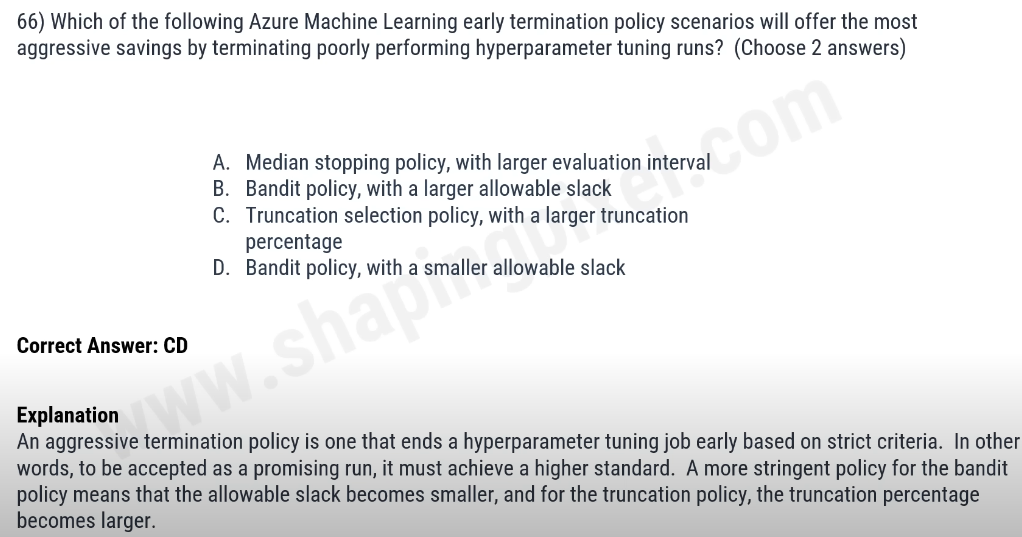 66) Which of the following Azure Machine Learning early termination policy scenarios will offer the most
aggressive savings by terminating poorly performing hyperparameter tuning runs?  (Choose 2 answers)
A. Median stopping policy, with larger evaluation interval
B. Bandit policy, with a larger allowable slack
C. Truncation selection policy, with a larger truncation
percentage
D. Bandit policy, with a smaller allowable slack
Correct Answer: CD
Explanation
An aggressive termination policy is one that ends a hyperparameter tuning job early based on strict criteria.  In other
words, to be accepted as a promising run, it must achieve a higher standard.  A more stringent policy for the bandit
policy means that the allowable slack becomes smaller, and for the truncation policy, the truncation percentage
becomes larger.
www.shapingpixel.com